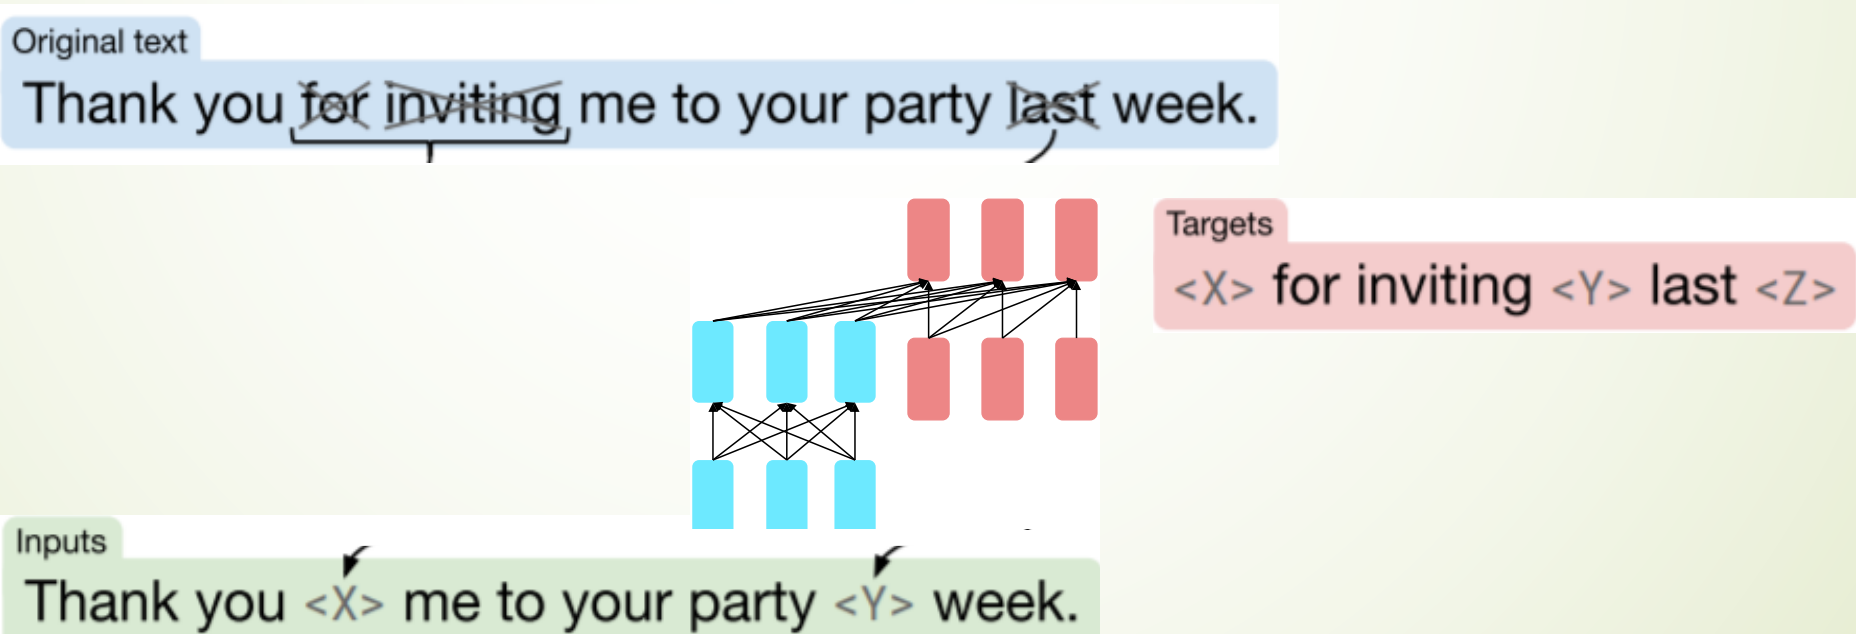 Original text
Thank you for inviting me to your party last week.
Targets
<X> for inviting <Y> last <Z>
Inputs
Thank you <X> me to your party <Y> week.